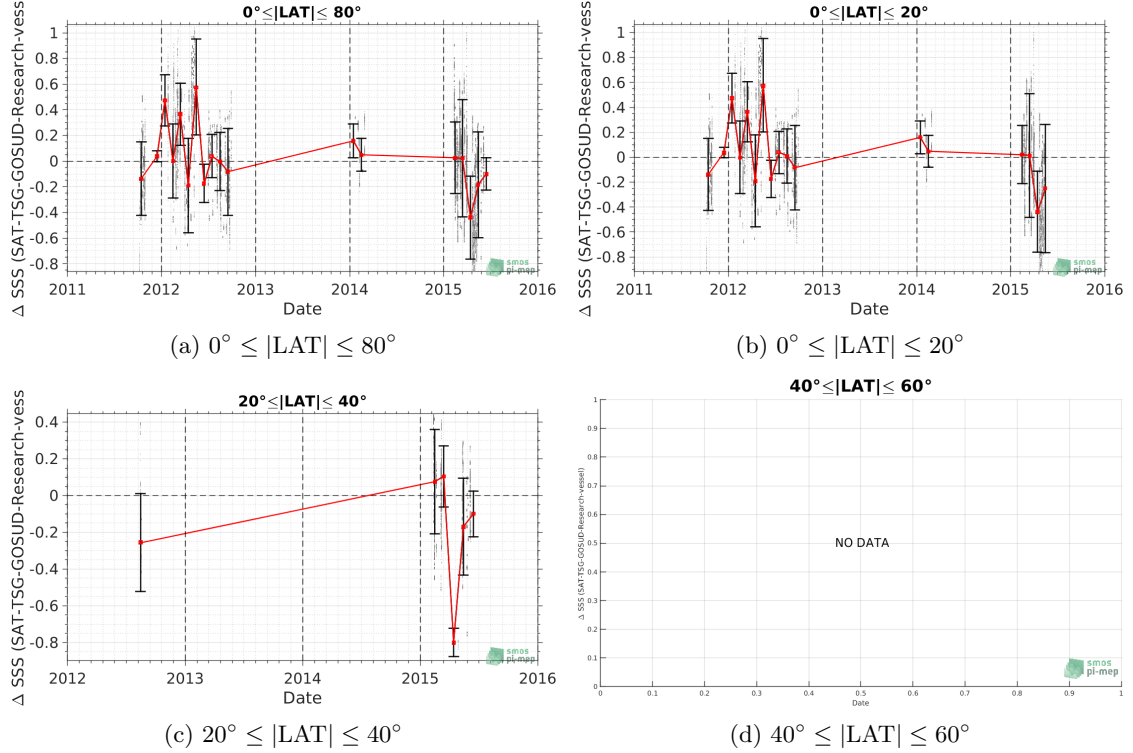 0°≤|LAT|≤ 80°
Δ SSS (SAT-TSG-GOSUD-Research-vess
1
0.8
0.6
0.4
0.2
0
-0.2
-0.4
-0.6
-0.8
2011 2012 2013 2014 2015 2016
Date
smos
pi-mep
(a) 0° ≤ |LAT| ≤ 80°
0°≤|LAT|≤ 20°
Δ SSS (SAT-TSG-GOSUD-Research-vess
1
0.8
0.6
0.4
0.2
0
-0.2
-0.4
-0.6
-0.8
2011 2012 2013 2014 2015 2016
Date
smos
pi-mep
(b) 0° ≤ |LAT| ≤ 20°
20°≤|LAT|≤ 40°
Δ SSS (SAT-TSG-GOSUD-Research-vess
0.4
0.2
0
-0.2
-0.4
-0.6
-0.8
2012 2013 2014 2015 2016
Date
smos
pi-mep
(c) 20° ≤ |LAT| ≤ 40°
40°≤|LAT|≤ 60°
Δ SSS (SAT-TSG-GOSUD-Research-vessel)
1
0.9
0.8
0.7
0.6
0.5
0.4
0.3
0.2
0.1
0
NO DATA
0 0.1 0.2 0.3 0.4 0.5 0.6 0.7 0.8 0.9 1
Date
smos
pi-mep
(d) 40° ≤ |LAT| ≤ 60°